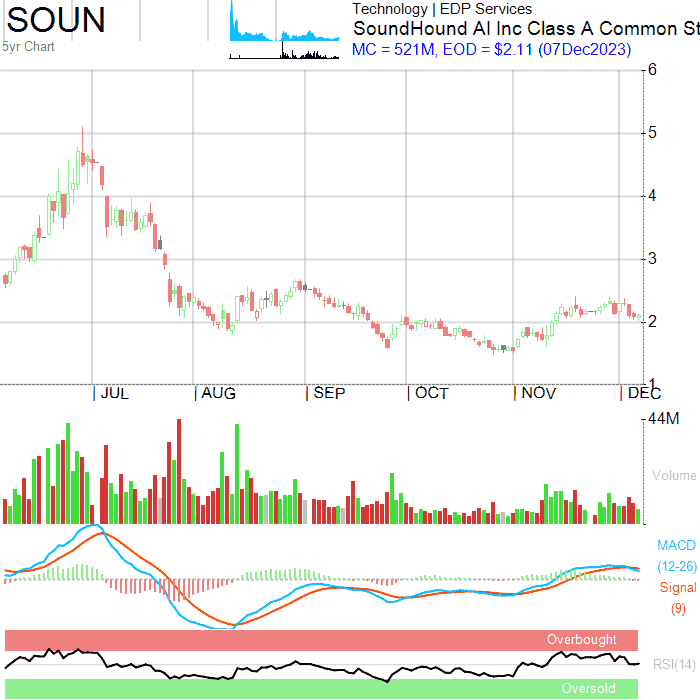 SOUN
5yr Chart
Technology | EDP Services
SoundHound AI Inc Class A Common St
MC = 521M, EOD = $2.11 (07Dec2023)
6
5
4
3
2
1
JUL AUG SEP OCT NOV DEC
44M
Volume
MACD
(12-26)
Signal
(9)
Overbought
RSI(14)
Oversold